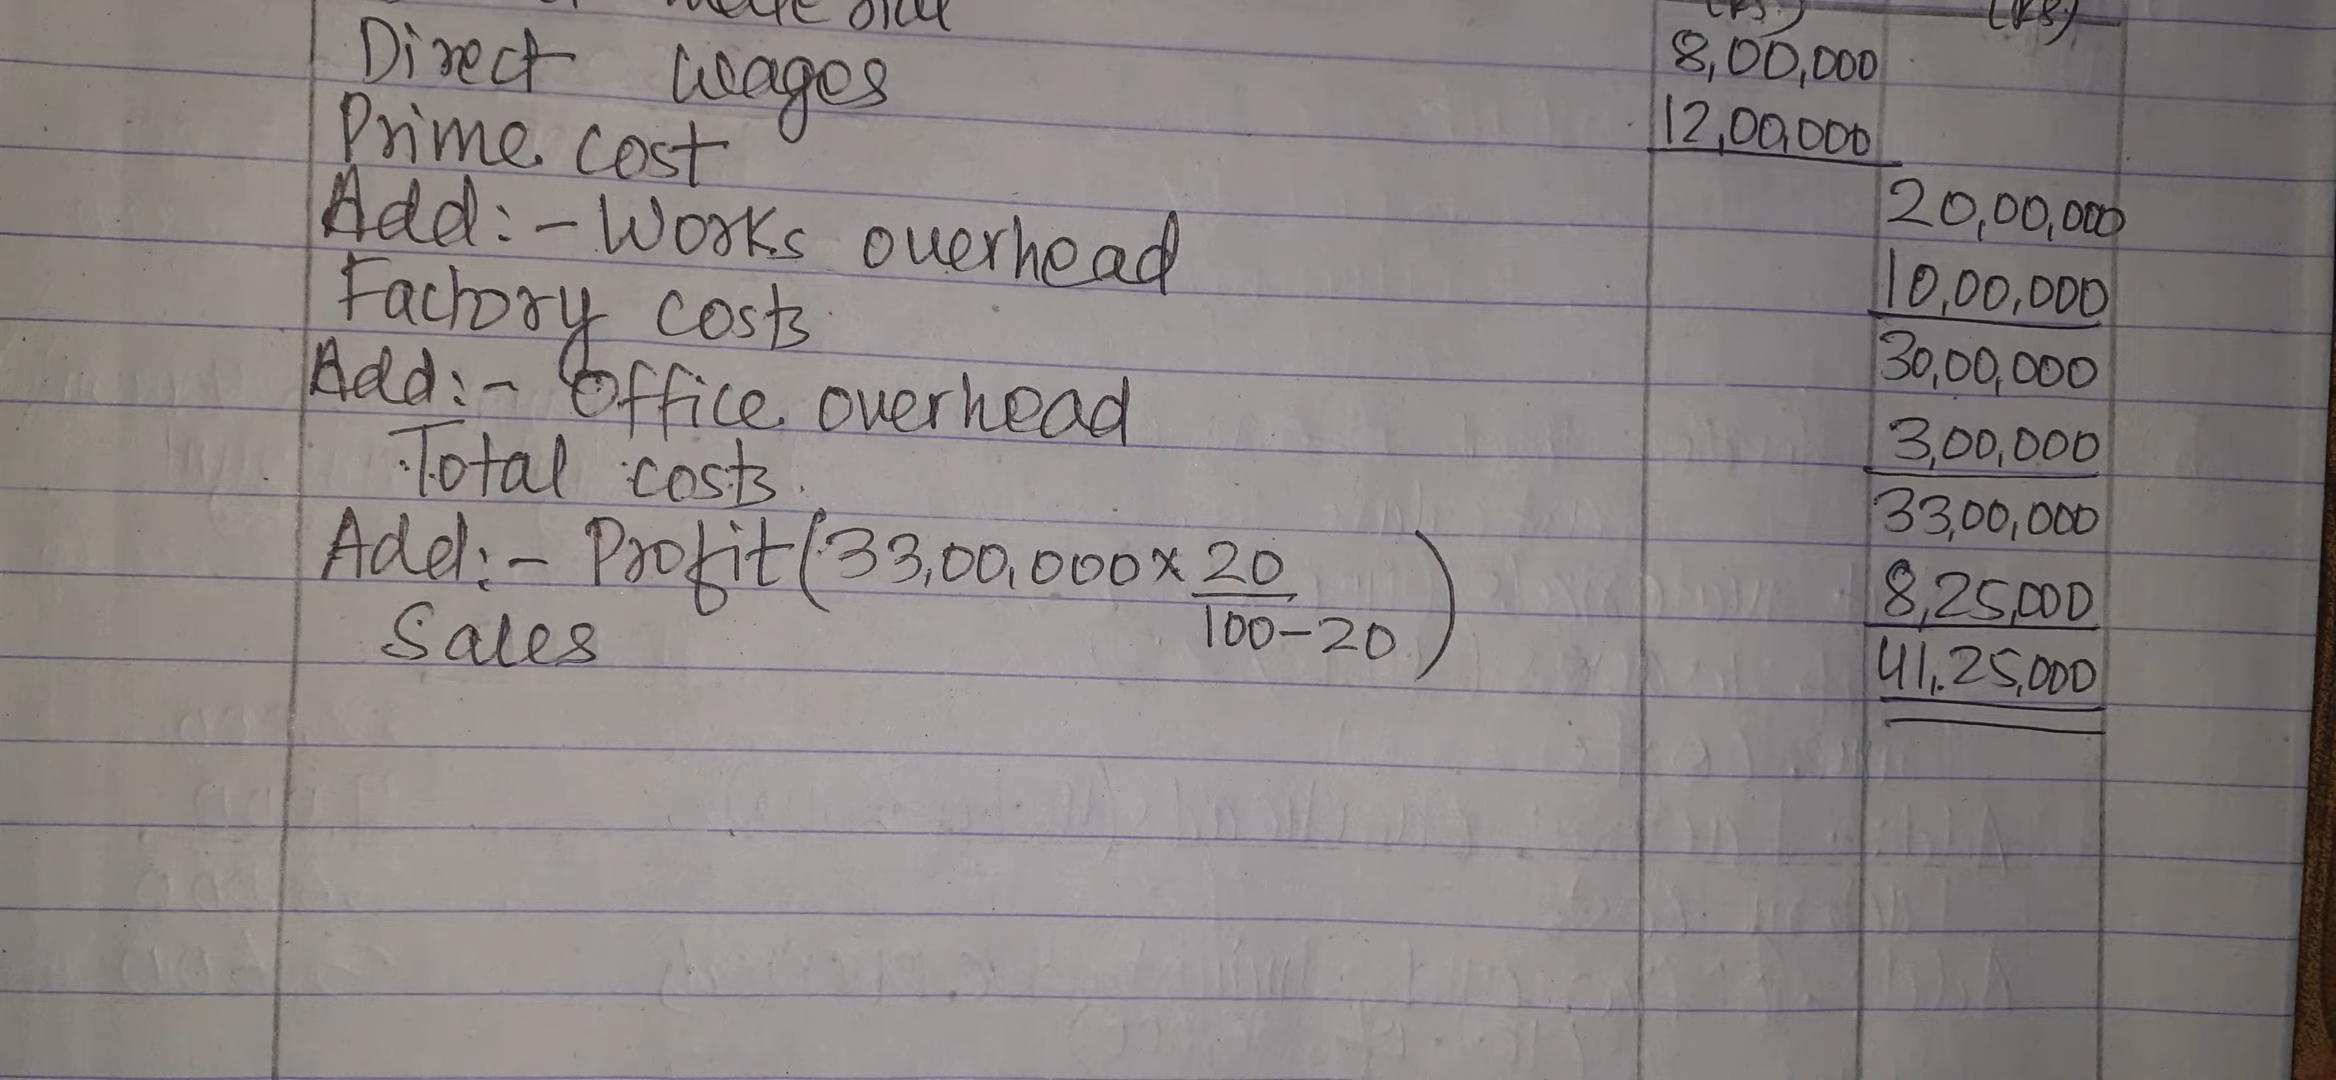 (Rs.) (Rs)
Direct wages 8,00,000
Prime cost 12,00,000
Add:- Works overhead 20,00,000
Factory costs 10,00,000
Add:- Office overhead 30,00,000
Total costs 3,00,000
Add:- Profit (33,00,000 x 20/100-20) 33,00,000
Sales 8,25,000
41,25,000